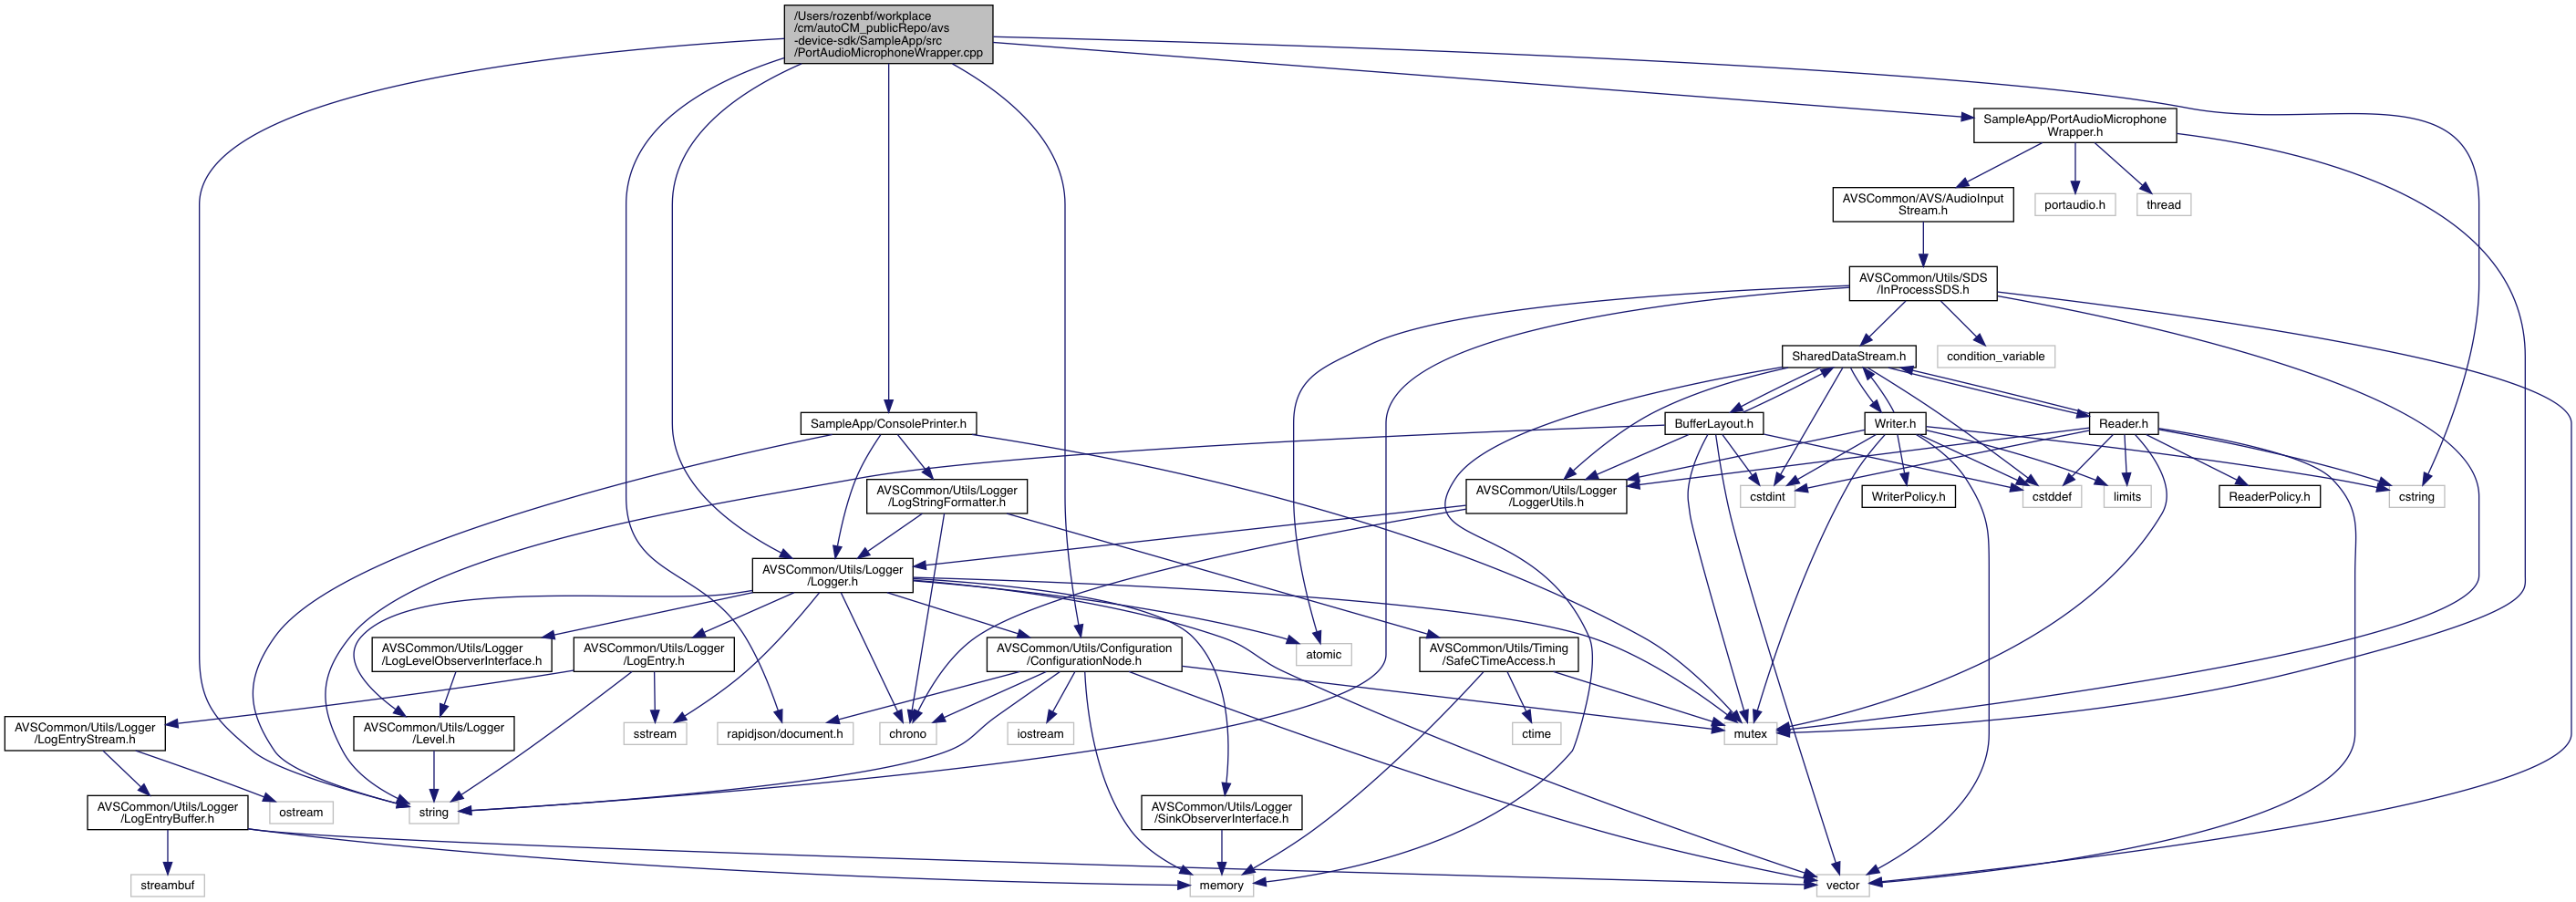 /Users/rozenbf/workplace
/cm/autoCM_publicRepo/avs
-device-sdk/SampleApp/src
/PortAudioMicrophoneWrapper.cpp
SampleApp/PortAudioMicrophone
Wrapper.h
AVSCommon/AVS/AudioInput
Stream.h
portaudio.h
thread
AVSCommon/Utils/SDS
/InProcessSDS.h
SharedDataStream.h
condition_variable
SampleApp/ConsolePrinter.h
BufferLayout.h
Writer.h
Reader.h
AVSCommon/Utils/Logger
/LogStringFormatter.h
AVSCommon/Utils/Logger
/LoggerUtils.h
cstdint
WriterPolicy.h
cstddef
limits
ReaderPolicy.h
cstring
AVSCommon/Utils/Logger
/Logger.h
AVSCommon/Utils/Logger
/LogLevelObserverInterface.h
AVSCommon/Utils/Logger
/LogEntry.h
AVSCommon/Utils/Configuration
/ConfigurationNode.h
atomic
AVSCommon/Utils/Timing
/SafeCTimeAccess.h
AVSCommon/Utils/Logger
/LogEntryStream.h
AVSCommon/Utils/Logger
/Level.h
sstream
rapidjson/document.h
chrono
iostream
ctime
mutex
AVSCommon/Utils/Logger
/LogEntryBuffer.h
ostream
string
AVSCommon/Utils/Logger
/SinkObserverInterface.h
streambuf
memory
vector